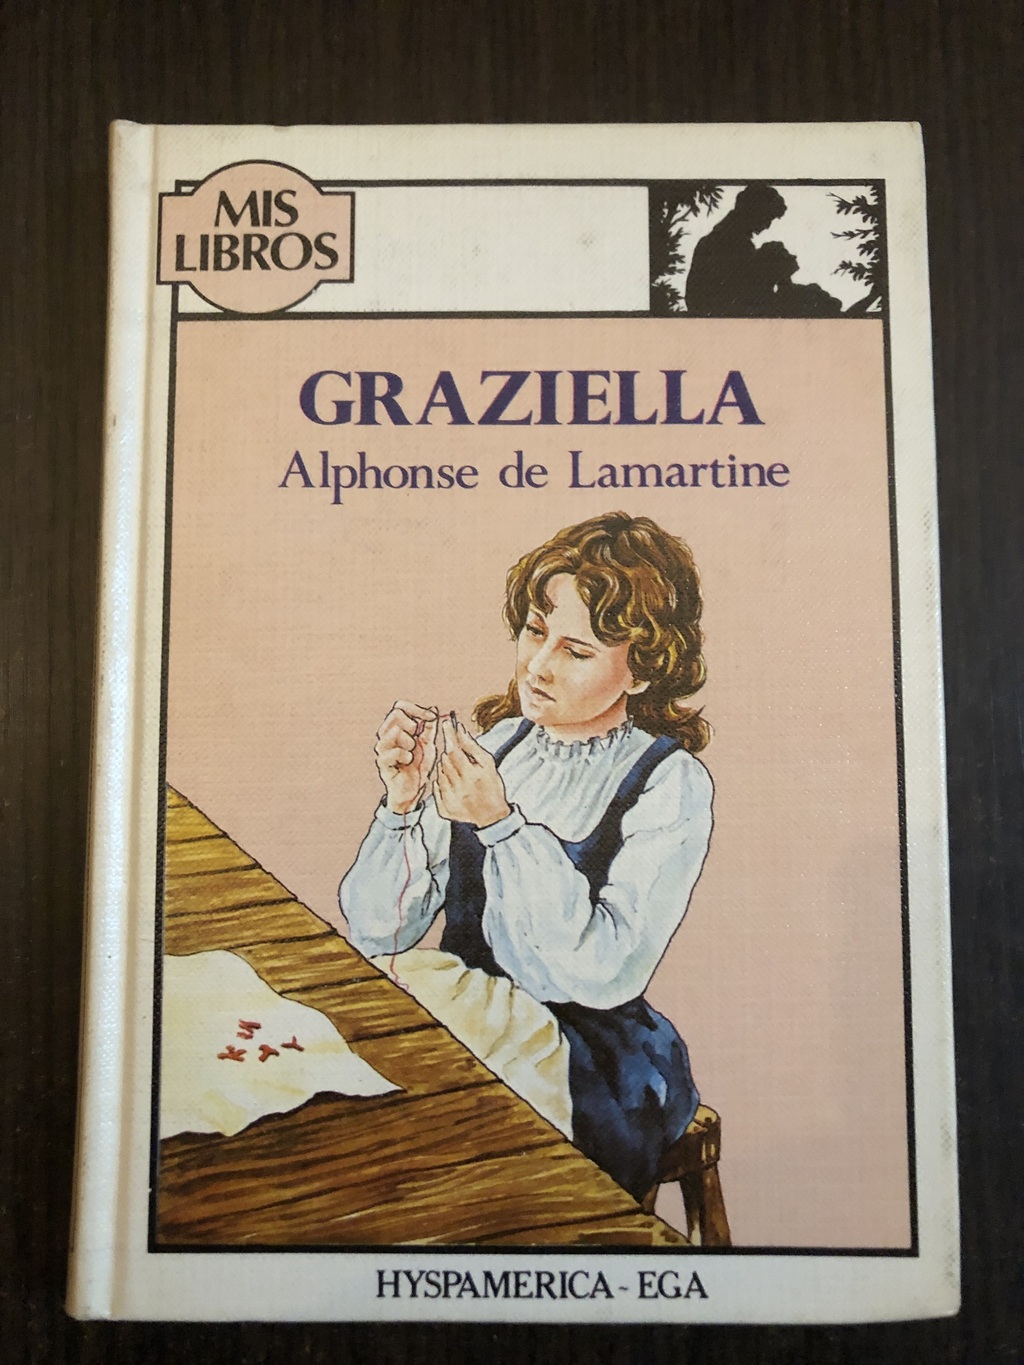 MIS
LIBROS
GRAZIELLA
Alphonse de Lamartine
HYSPAMERICA ~ EGA